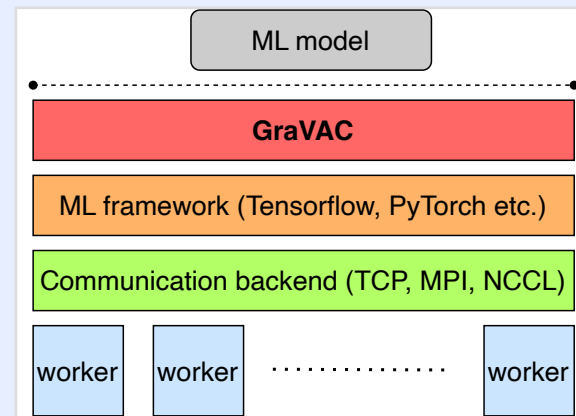 ML model
GraVAC
ML framework (Tensorflow, PyTorch etc.)
Communication backend (TCP, MPI, NCCL)
worker worker worker